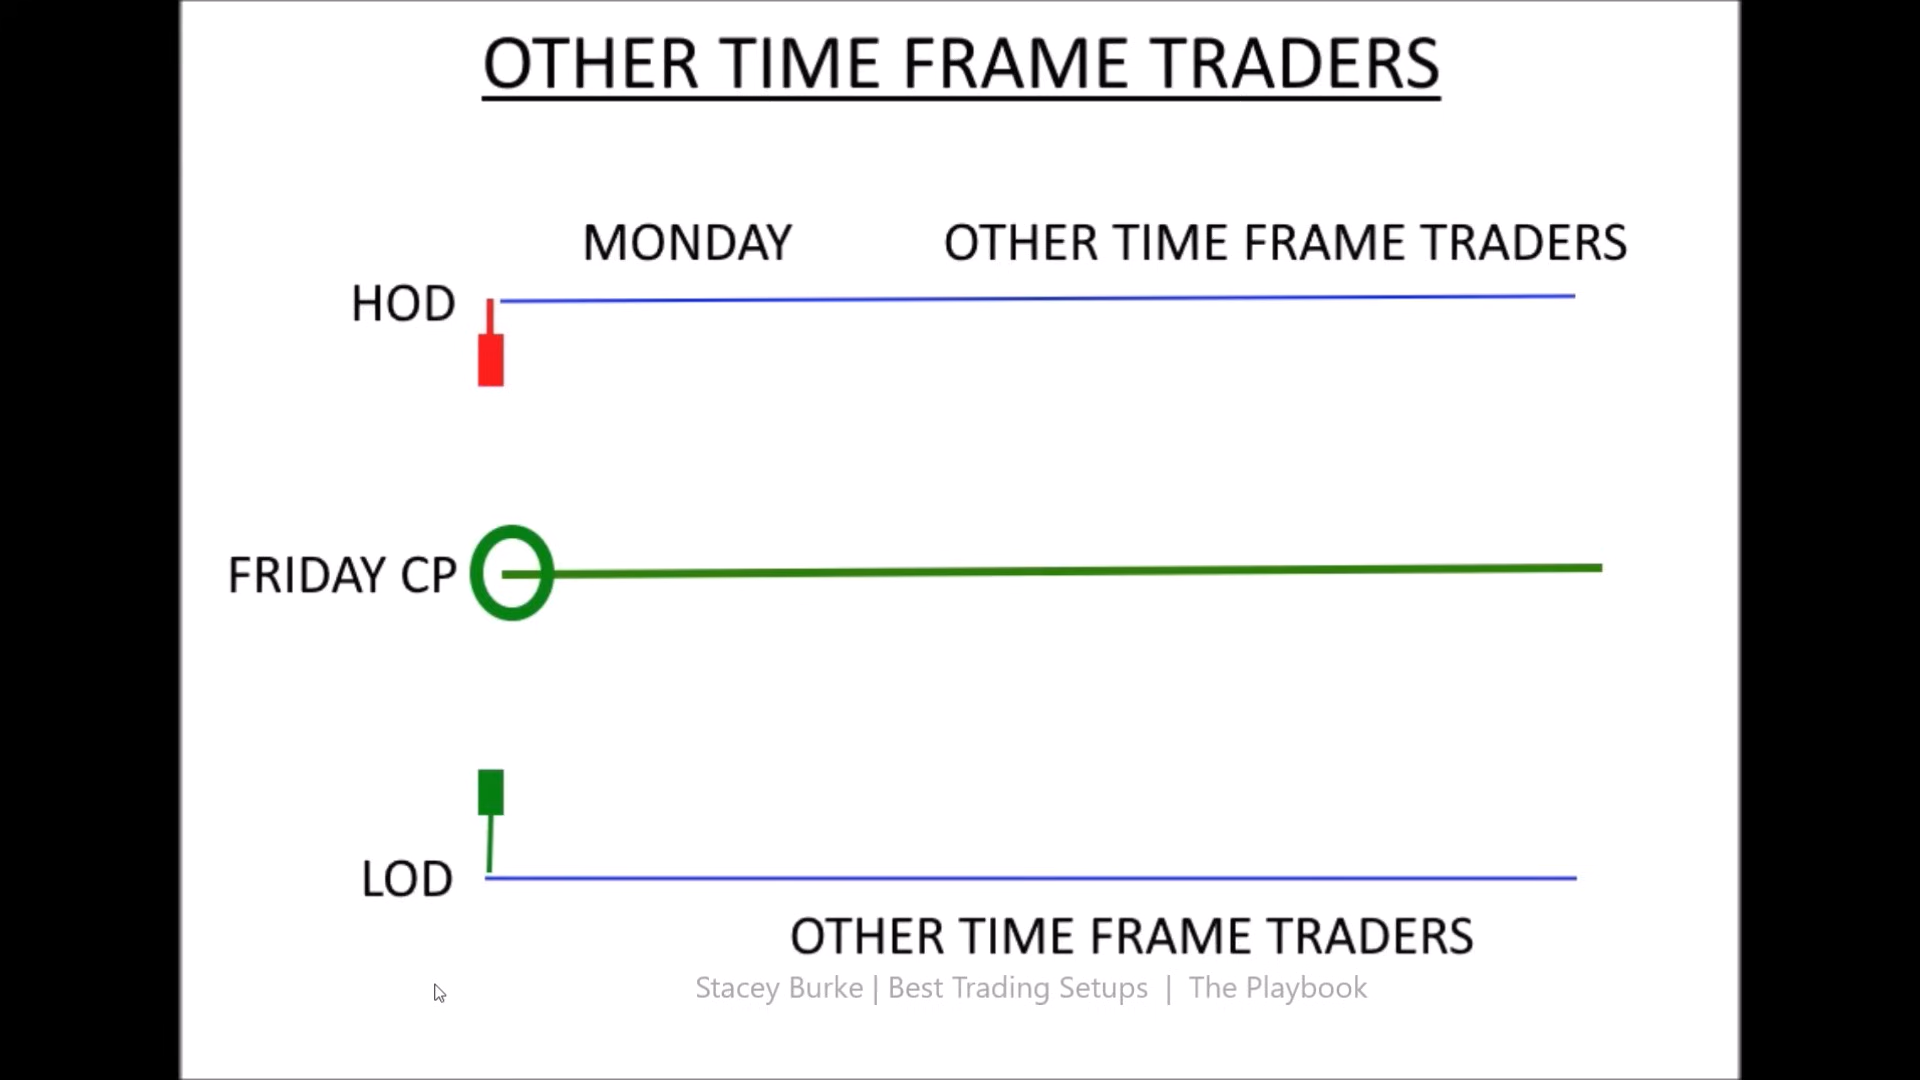 OTHER TIME FRAME TRADERS
MONDAY OTHER TIME FRAME TRADERS
HOD
FRIDAY CP
LOD
OTHER TIME FRAME TRADERS
Stacey Burke | Best Trading Setups | The Playbook